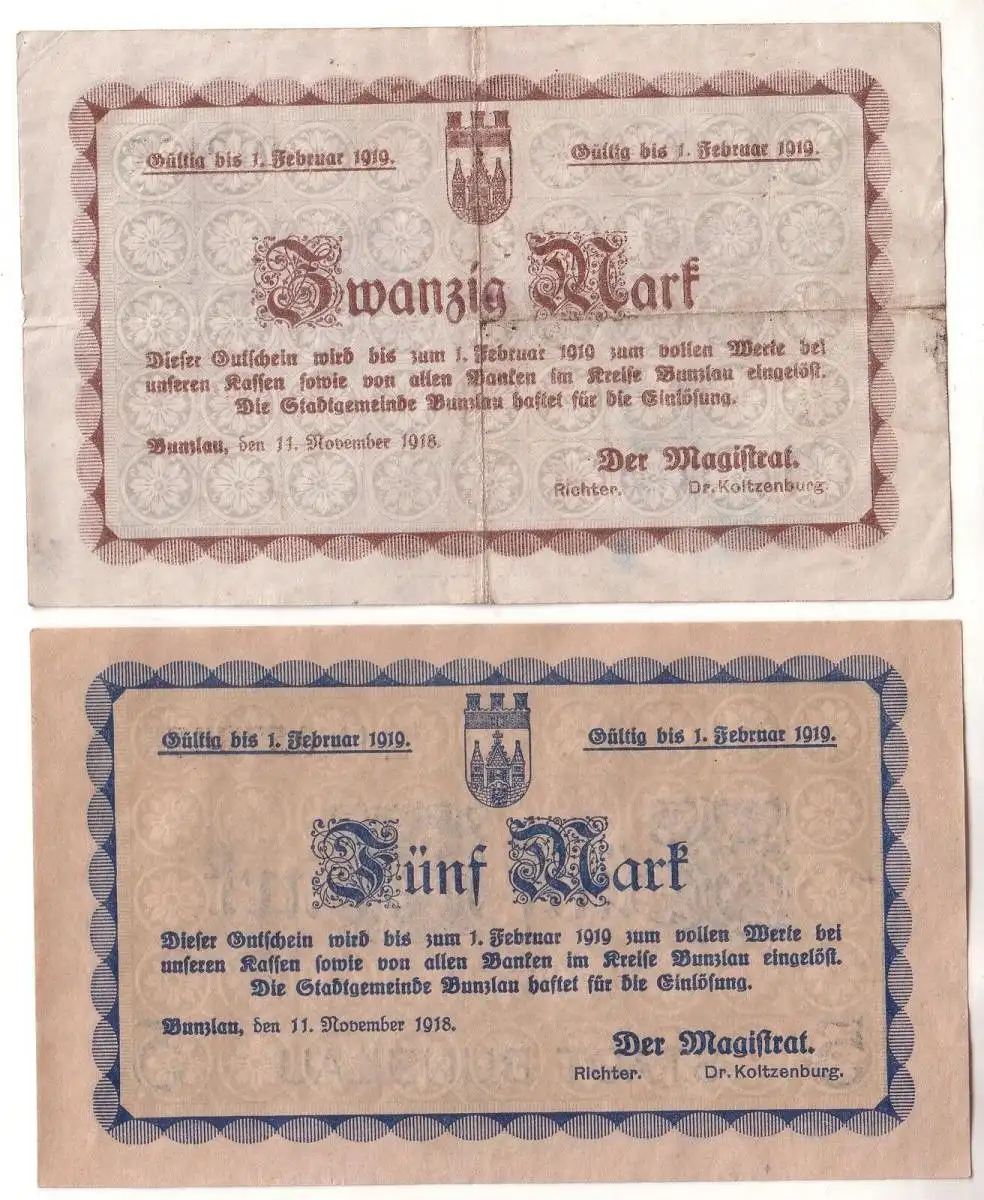 Gültig bis 1. Februar 1919. Gültig bis 1. Februar 1919.
Zwanzig Mark
Dieser Gutschein wird bis zum 1. Februar 1919 zum vollen Werte bei
unseren Kassen sowie von allen Banken im Kreise Bunzlau eingelöst.
Die Stadtgemeinde Bunzlau haftet für die Einlösung.
Bunzlau, den 11. November 1918.
Der Magistrat.
Richter. Dr. Koltzenburg.
Gültig bis 1. Februar 1919. Gültig bis 1. Februar 1919.
Fünf Mark
Dieser Gutschein wird bis zum 1. Februar 1919 zum vollen Werte bei
unseren Kassen sowie von allen Banken im Kreise Bunzlau eingelöst.
Die Stadtgemeinde Bunzlau haftet für die Einlösung.
Bunzlau, den 11. November 1918.
Der Magistrat.
Richter. Dr. Koltzenburg.